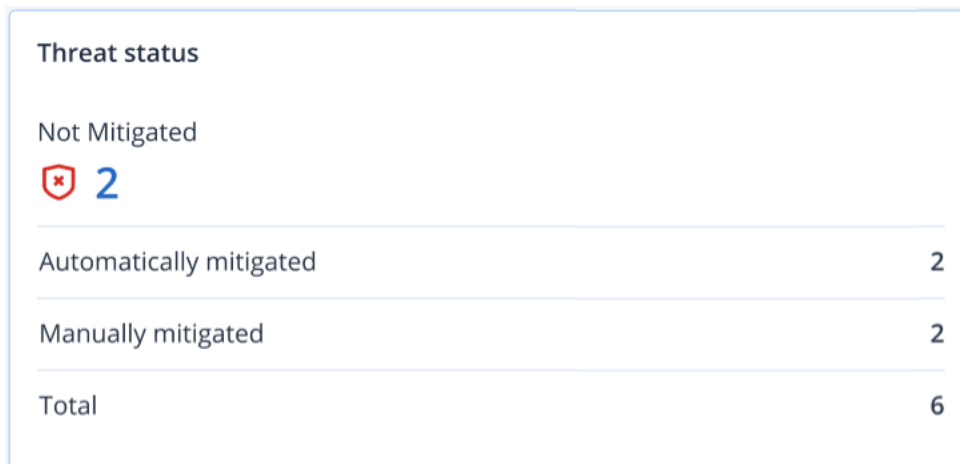 Threat status
Not Mitigated
2
Automatically mitigated 2
Manually mitigated 2
Total 6